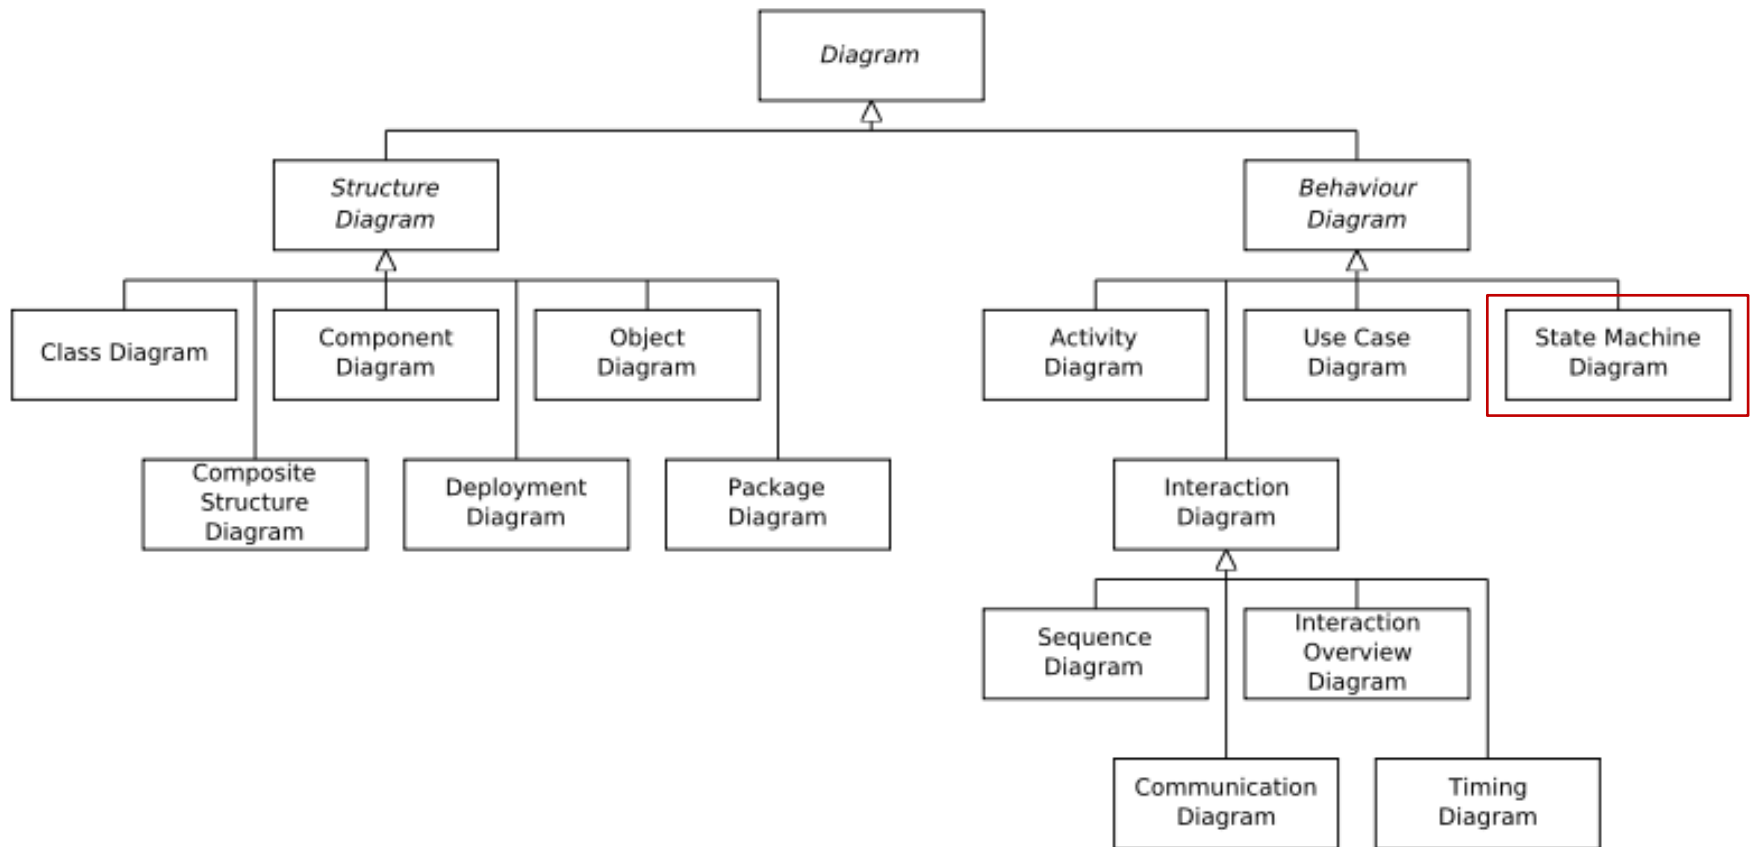 Diagram
Structure
Diagram
Behaviour
Diagram
Class Diagram
Component
Diagram
Object
Diagram
Activity
Diagram
Use Case
Diagram
State Machine
Diagram
Composite
Structure
Diagram
Deployment
Diagram
Package
Diagram
Interaction
Diagram
Sequence
Diagram
Interaction
Overview
Diagram
Communication
Diagram
Timing
Diagram